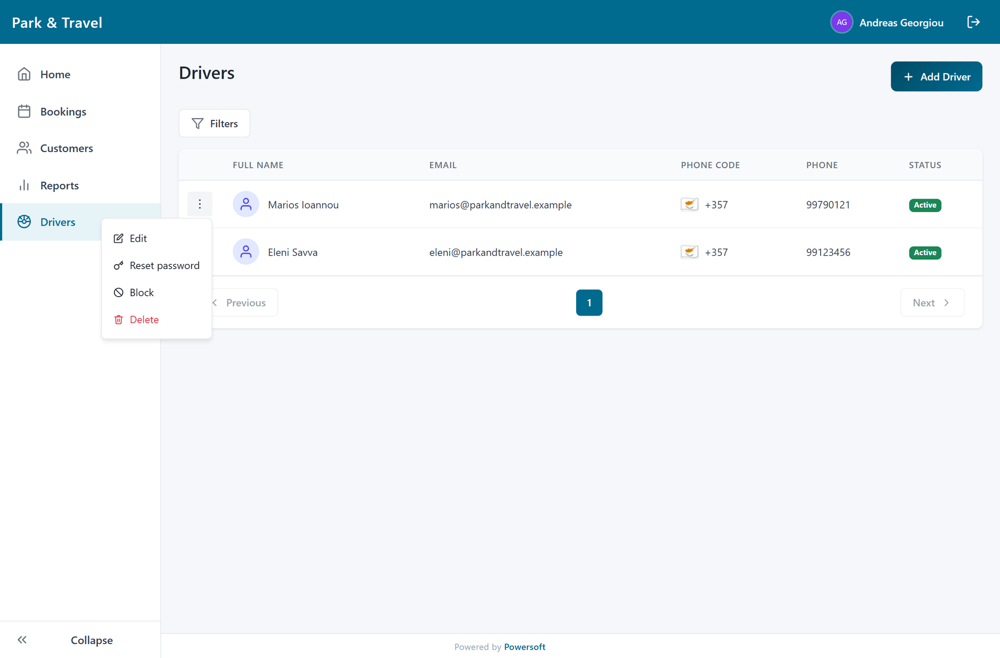 Park & Travel
AG
Andreas Georgiou
Home
Bookings
Customers
Reports
Drivers
Drivers
Add Driver
Filters
FULL NAME EMAIL PHONE CODE PHONE STATUS
Marios Ioannou marios@parkandtravel.example +357 99790121 Active
Eleni Savva eleni@parkandtravel.example +357 99123456 Active
Edit
Reset password
Block
Delete
Previous 1 Next
Collapse
Powered by Powersoft